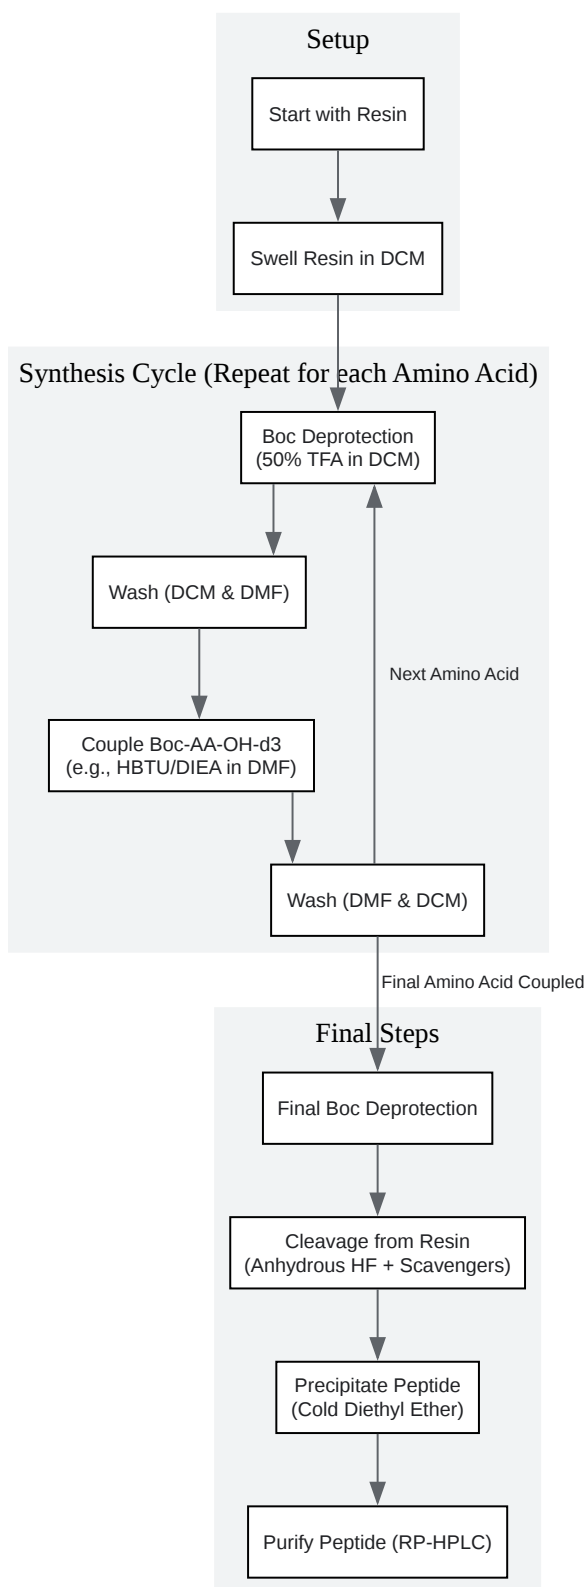 Setup
Start with Resin
Swell Resin in DCM
Synthesis Cycle (Repeat for each Amino Acid)
Boc Deprotection
(50% TFA in DCM)
Wash (DCM & DMF)
Next Amino Acid
Couple Boc-AA-OH-d3
(e.g., HBTU/DIEA in DMF)
Wash (DMF & DCM)
Final Amino Acid Coupled
Final Steps
Final Boc Deprotection
Cleavage from Resin
(Anhydrous HF + Scavengers)
Precipitate Peptide
(Cold Diethyl Ether)
Purify Peptide (RP-HPLC)